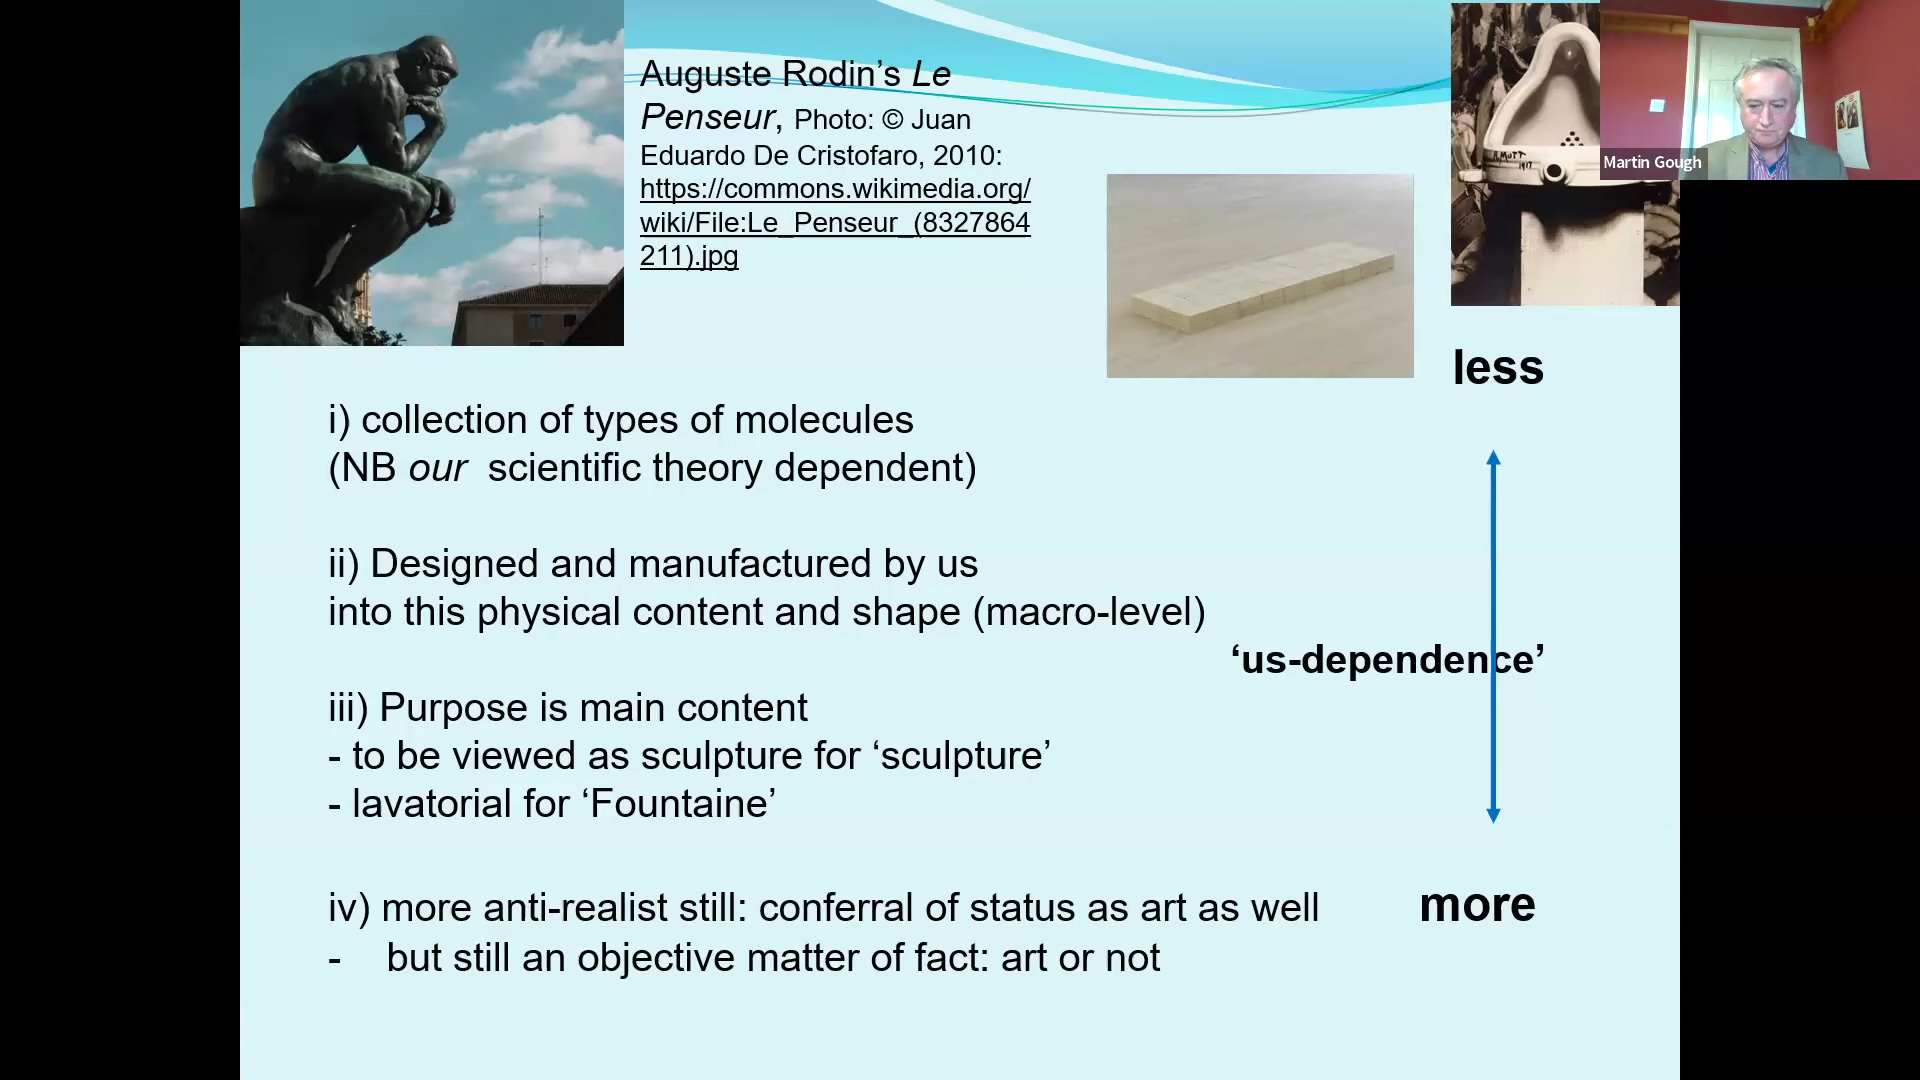 Auguste Rodin’s Le
Penseur, Photo: © Juan
Eduardo De Cristofaro, 2010:
https://commons.wikimedia.org/
wiki/File:Le_Penseur_(8327864
211).jpg
R.MUTT
1917
Martin Gough
less
i) collection of types of molecules
(NB our scientific theory dependent)
ii) Designed and manufactured by us
into this physical content and shape (macro-level)
‘us-dependence’
iii) Purpose is main content
- to be viewed as sculpture for ‘sculpture’
- lavatorial for ‘Fountaine’
iv) more anti-realist still: conferral of status as art as well
more
- but still an objective matter of fact: art or not